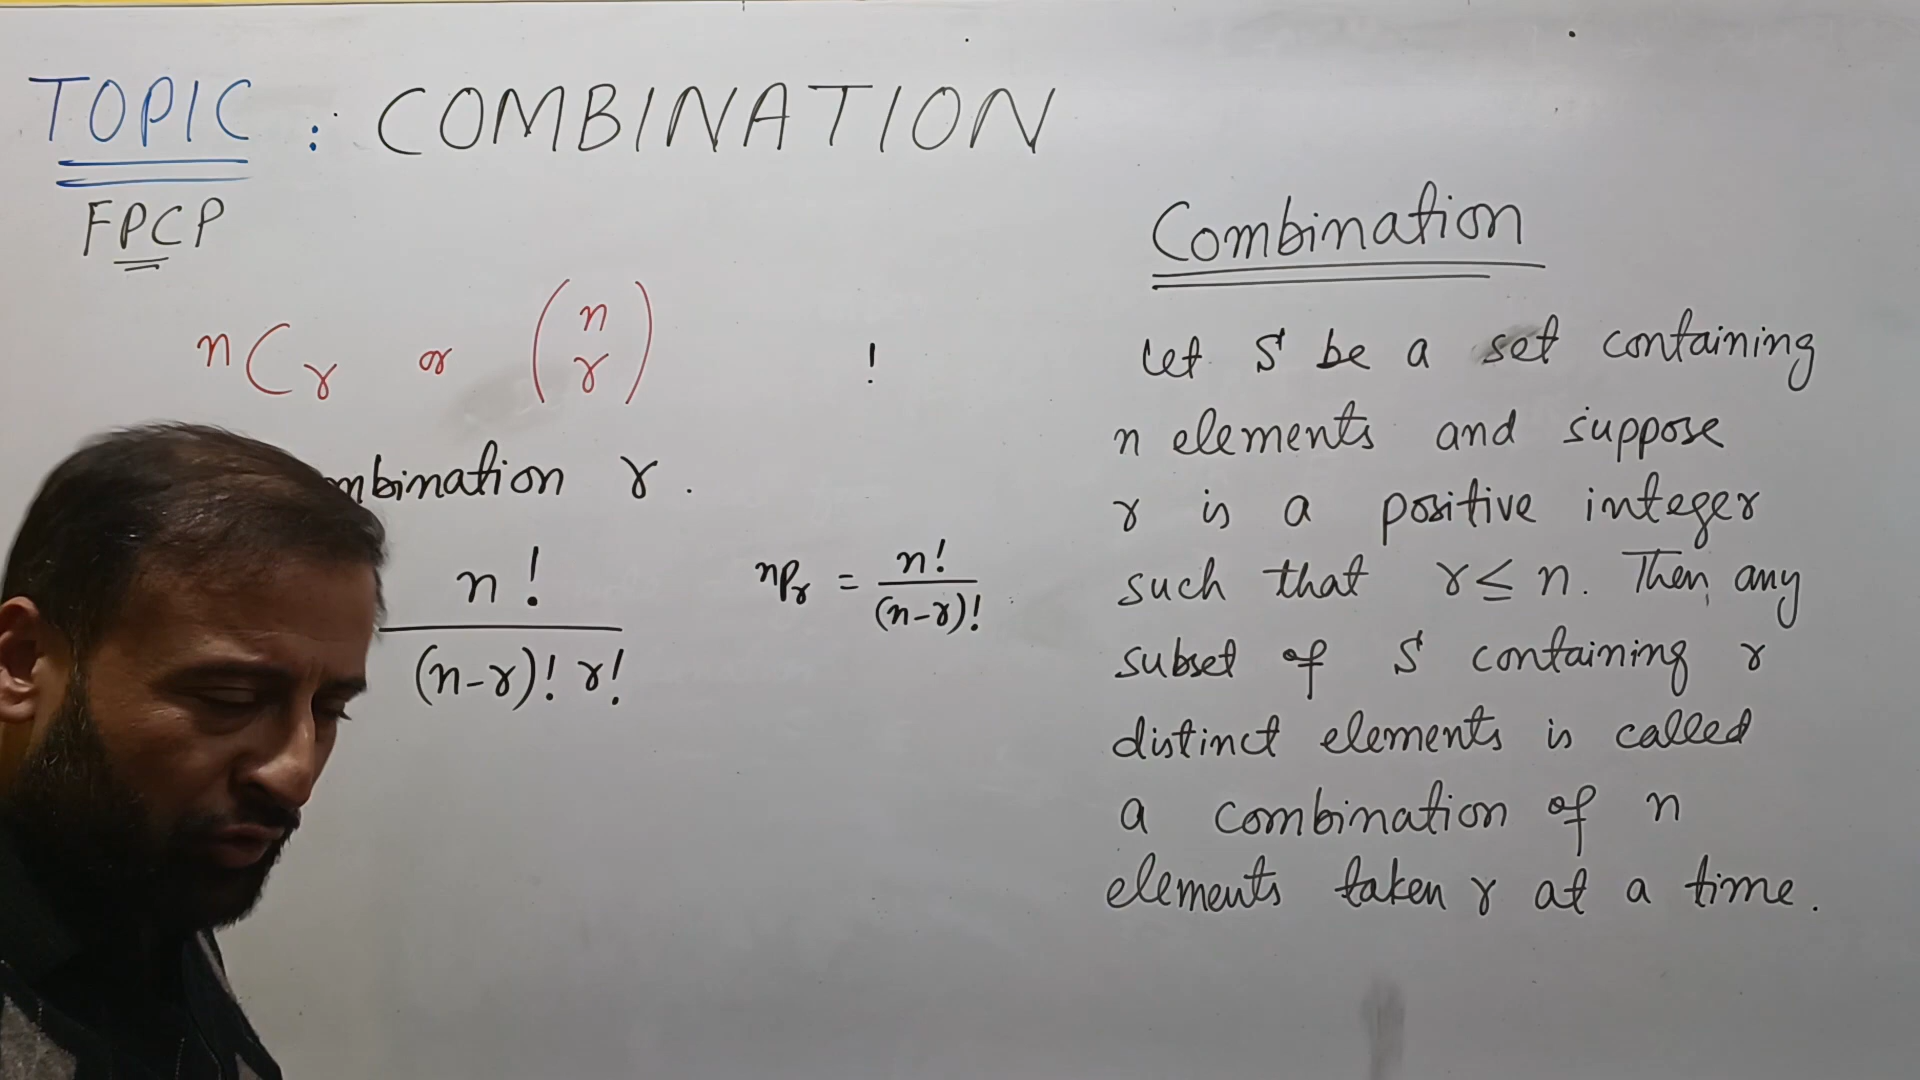 TOPIC : COMBINATION
FPCP
nCr or (n r)
!
mbination r .
n!
(n-r)! r!
nPr = n!/(n-r)!
Combination
Let S be a set containing
n elements and suppose
r is a positive integer
such that r ≤ n. Then, any
subset of S containing r
distinct elements is called
a combination of n
elements taken r at a time.